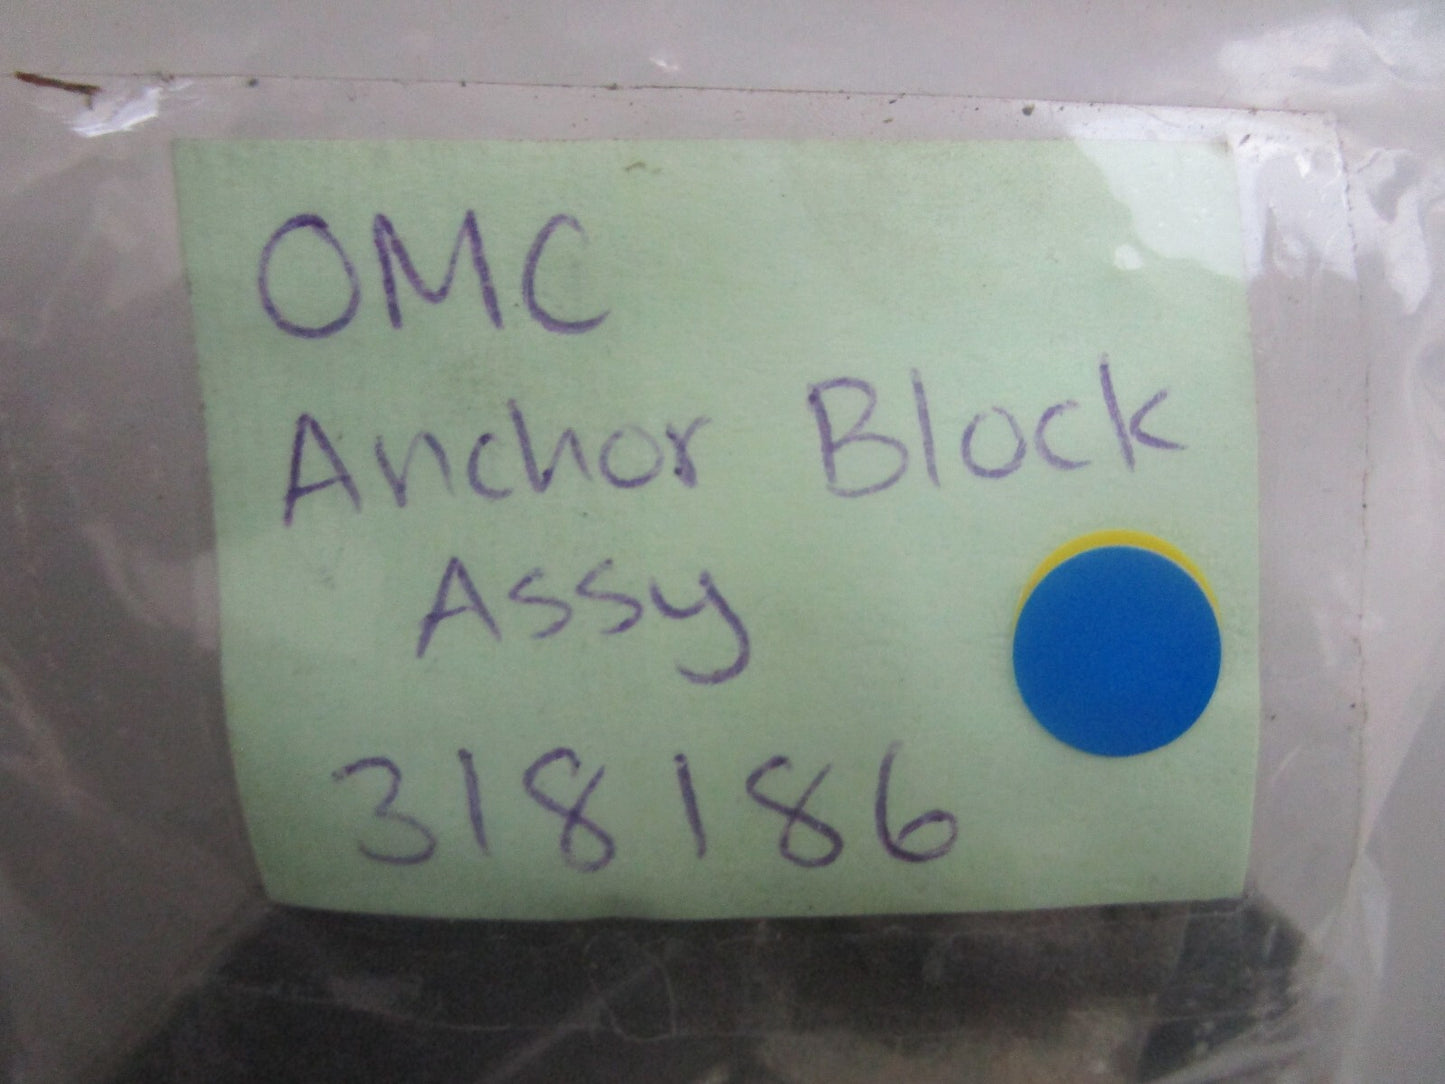 OMC
Anchor Block
Assy
318186